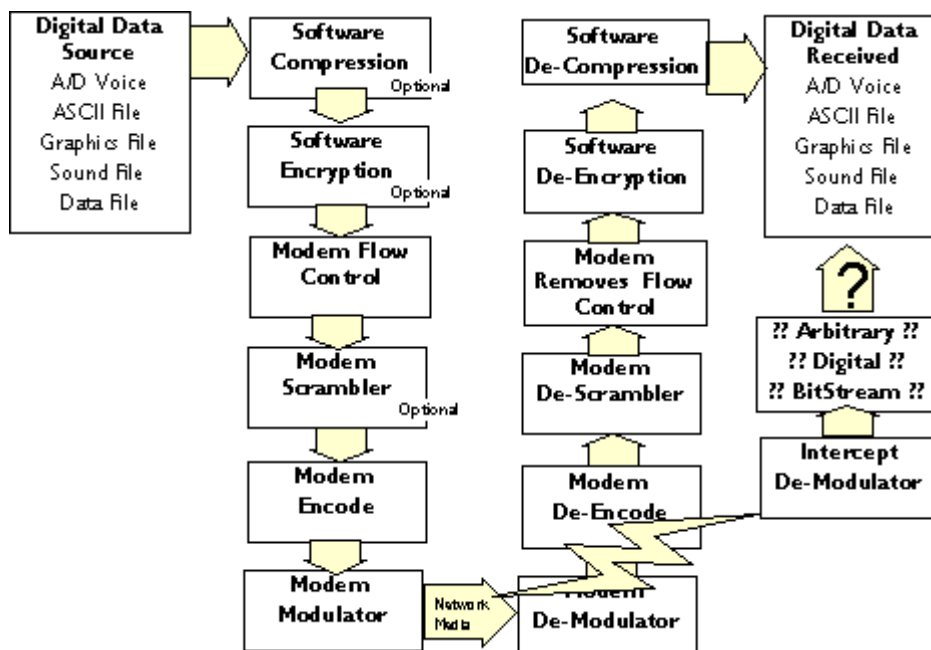 Digital Data
Source
A/D Voice
ASCII File
Graphics File
Sound File
Data File
Software
Compression
Optional
Software
Encryption
Optional
Modem Flow
Control
Modem
Scrambler
Optional
Modem
Encode
Modem
Modulator
Network
Media
Modem
De-Modulator
Modem
De-Encode
Modem
De-Scrambler
Modem
Removes Flow
Control
Software
De-Encryption
Software
De-Compression
Digital Data
Received
A/D Voice
ASCII File
Graphics File
Sound File
Data File
?
?? Arbitrary ??
?? Digital ??
?? BitStream ??
Intercept
De-Modulator